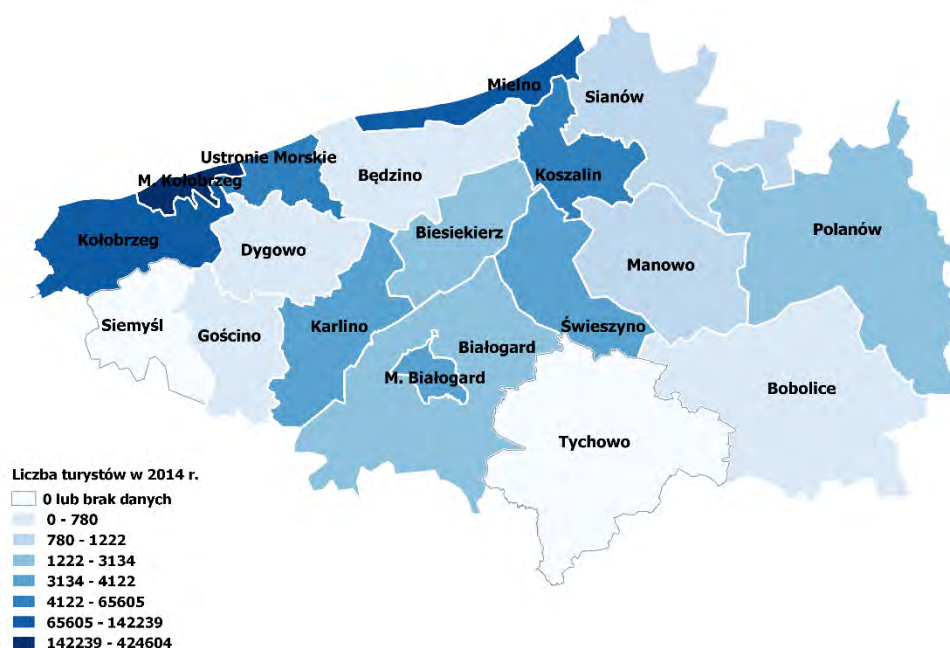 Mielno
Sianów
Ustronie Morskie
Koszalin
Będzino
M. Kołobrzeg
Polanów
Biesiekierz
Kołobrzeg
Dygowo
Manowo
Siemyśl
Gościno
Karlino
Świeszyno
Białogard
M. Białogard
Bobolice
Tychowo
Liczba turystów w 2014 r.
0 lub brak danych
0 - 780
780 - 1222
1222 - 3134
3134 - 4122
4122 - 65605
65605 - 142239
142239 - 424604